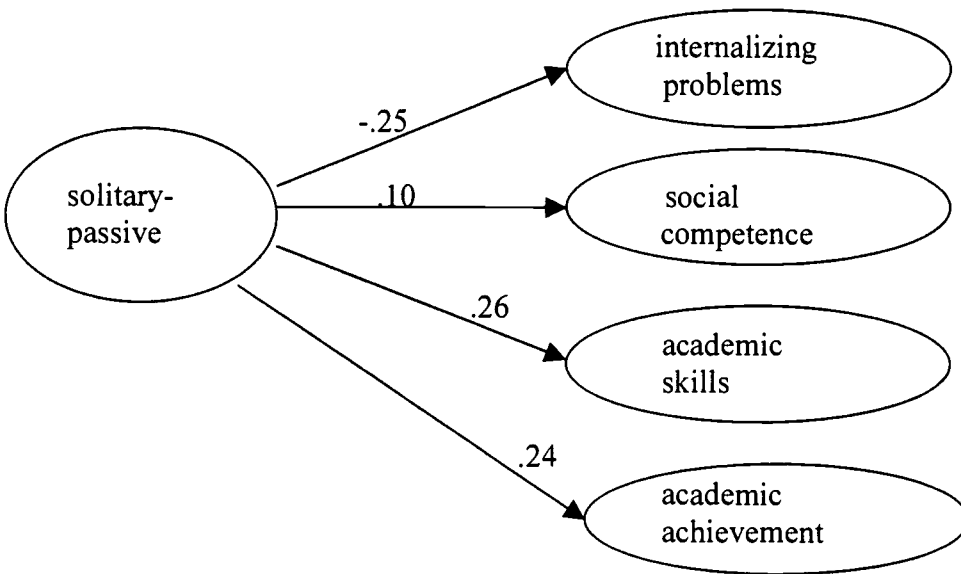 internalizing
problems
-.25
solitary-
passive
.10
social
competence
.26
academic
skills
.24
academic
achievement